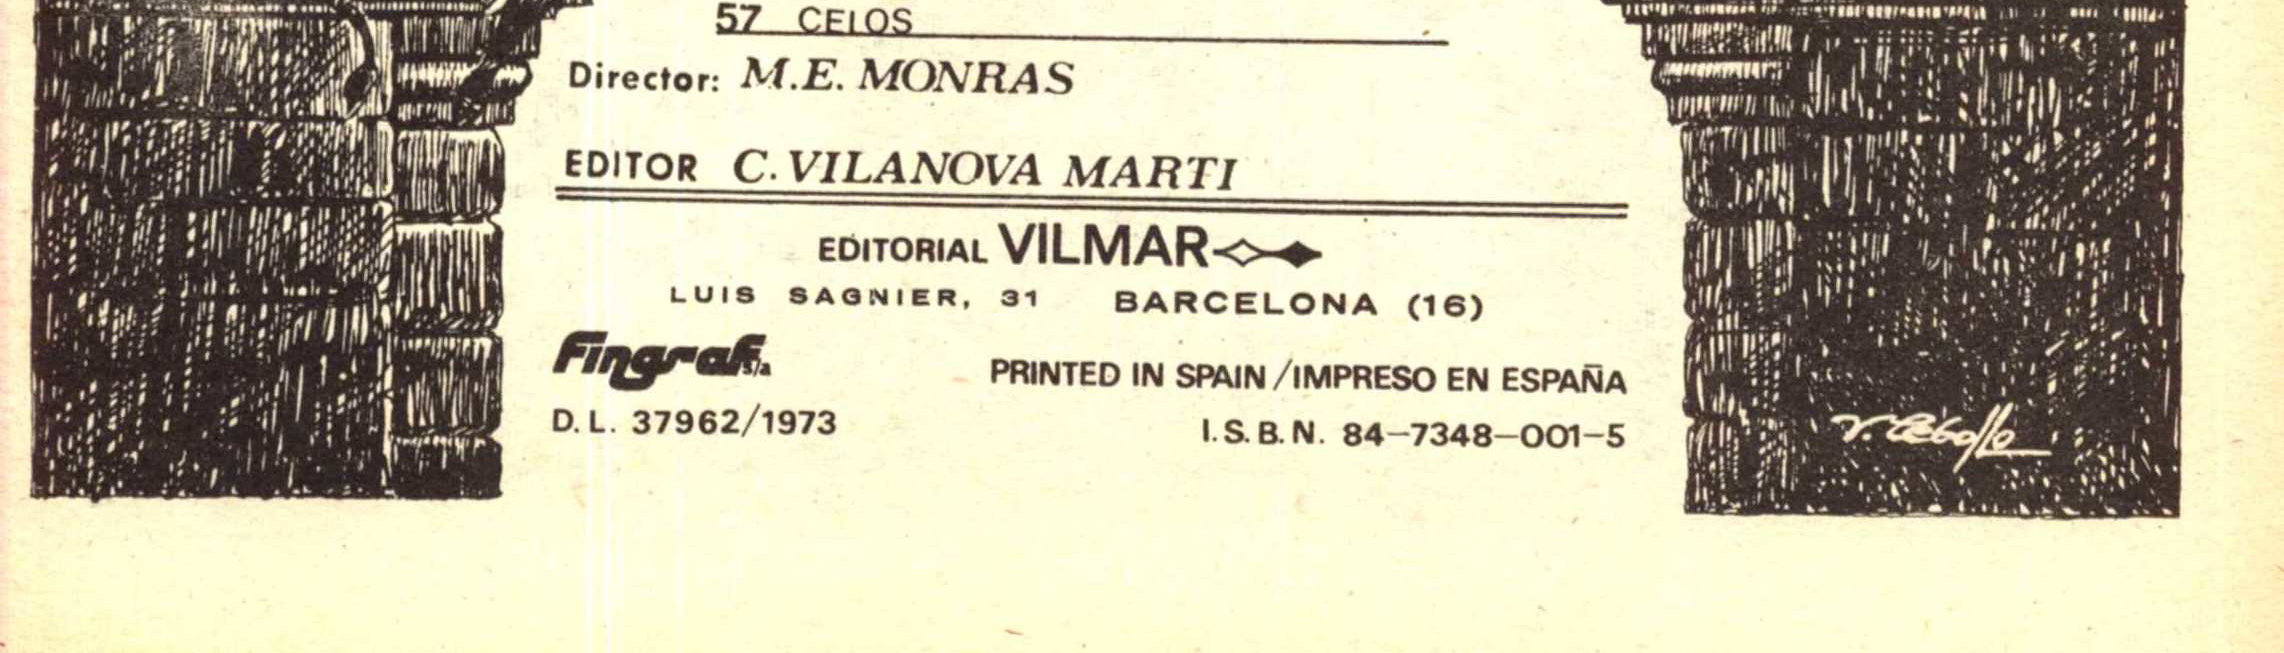 57 CELOS
Director: M.E. MONRAS
EDITOR C. VILANOVA MARTI
EDITORIAL VILMAR
LUIS SAGNIER, 31 BARCELONA (16)
Fingraf s/a
PRINTED IN SPAIN / IMPRESO EN ESPAÑA
D. L. 37962/1973
I. S. B. N. 84-7348-001-5